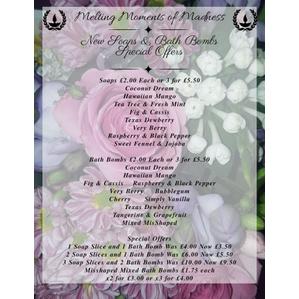 Melting Moments of Madness
New Soaps & Bath Bombs
Special Offers
Soaps £2.00 Each or 3 for £5.50
Coconut Dream
Hawaiian Mango
Tea Tree & Fresh Mint
Fig & Cassis
Texas Dewberry
Very Berry
Raspberry & Black Pepper
Sweet Fennel & Jojoba
Bath Bombs £2.00 Each or 3 for £5.50
Coconut Dream
Hawaiian Mango
Fig & Cassis Raspberry & Black Pepper
Very Berry Bubblegum
Cherry Simply Vanilla
Texas Dewberry
Tangerine & Grapefruit
Mixed MisShaped
Special Offers
1 Soap Slice and 1 Bath Bomb Was £4.00 Now £3.50
2 Soap Slices and 1 Bath Bomb Was £6.00 Now £5.50
3 Soap Slices and 2 Bath Bombs Was £10.00 Now £9.50
Misshaped Mixed Bath Bombs £1.75 each
x2 for £3.00 or x3 for £4.00